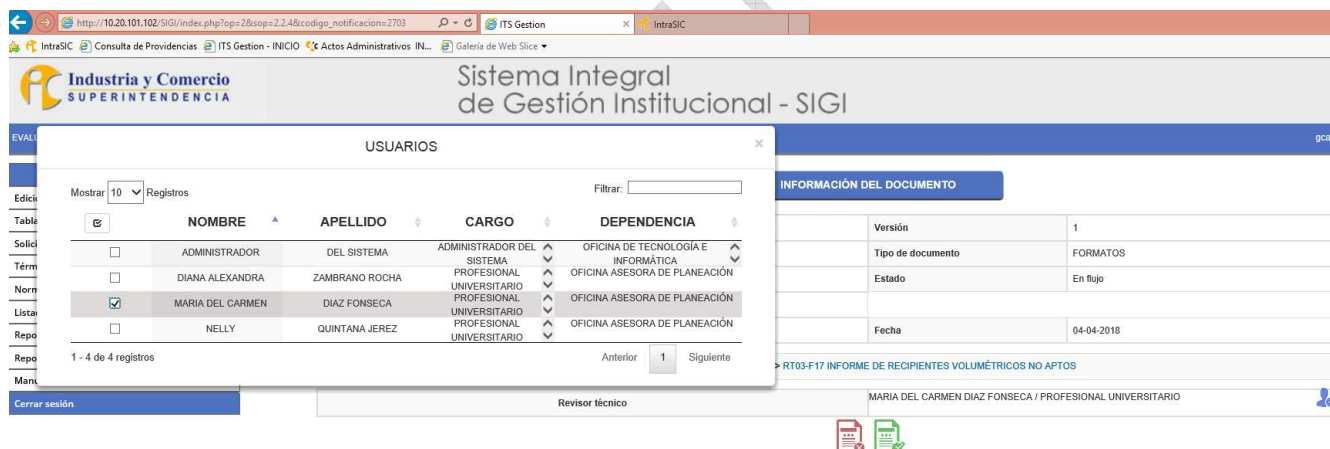 http://10.20.101.102/SIGI/index.php?op=2&sop=2.2.4&codigo_notificacion=2703
ITS Gestion
IntraSIC
IntraSIC
Consulta de Providencias
ITS Gestion - INICIO
Actos Administrativos IN...
Galería de Web Slice
Industria y Comercio
SUPERINTENDENCIA
Sistema Integral
de Gestión Institucional - SIGI
USUARIOS
Mostrar 10 Registros
Filtrar:
NOMBRE APELLIDO CARGO DEPENDENCIA
ADMINISTRADOR DEL SISTEMA ADMINISTRADOR DEL SISTEMA OFICINA DE TECNOLOGÍA E INFORMÁTICA
DIANA ALEXANDRA ZAMBRANO ROCHA PROFESIONAL UNIVERSITARIO OFICINA ASESORA DE PLANEACIÓN
MARIA DEL CARMEN DIAZ FONSECA PROFESIONAL UNIVERSITARIO OFICINA ASESORA DE PLANEACIÓN
NELLY QUINTANA JEREZ PROFESIONAL UNIVERSITARIO OFICINA ASESORA DE PLANEACIÓN
1 - 4 de 4 registros
Anterior 1 Siguiente
INFORMACIÓN DEL DOCUMENTO
Versión 1
Tipo de documento FORMATOS
Estado En flujo
Fecha 04-04-2018
> RT03-F17 INFORME DE RECIPIENTES VOLUMÉTRICOS NO APTOS
Cerrar sesión
Revisor técnico
MARIA DEL CARMEN DIAZ FONSECA / PROFESIONAL UNIVERSITARIO